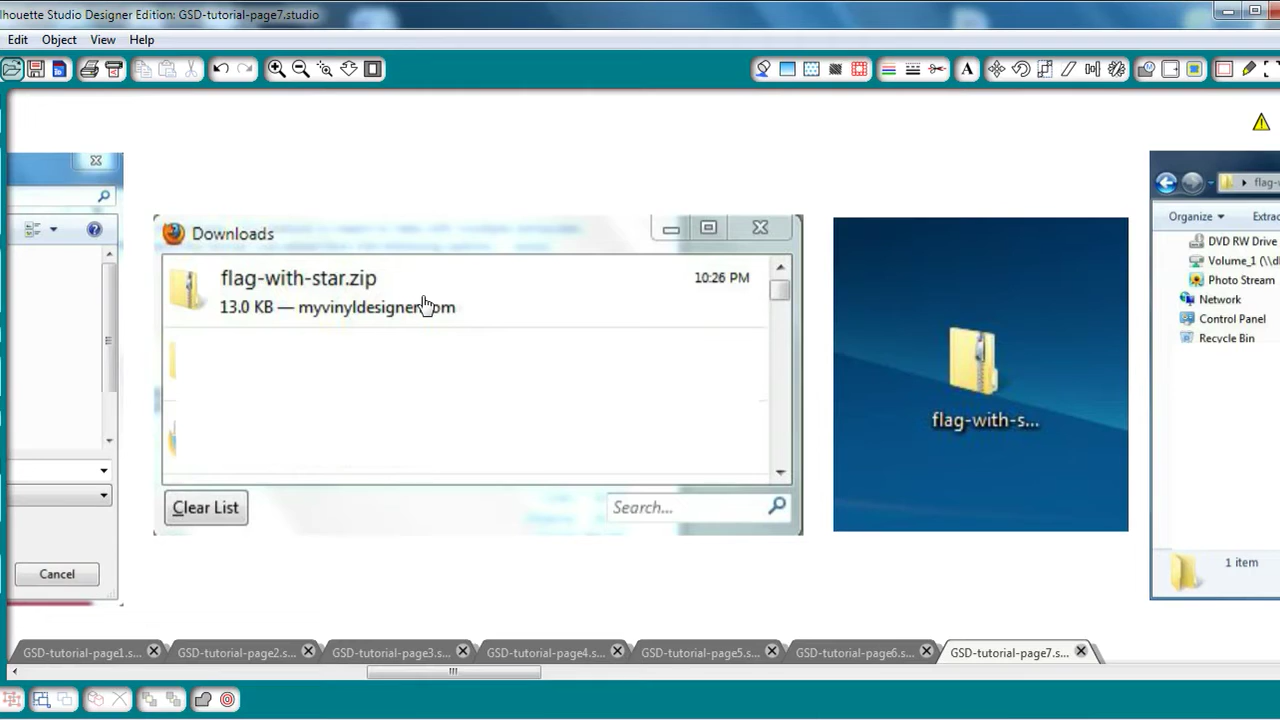 lhouette Studio Designer Edition: GSD-tutorial-page7.studio
Edit Object View Help
A
Downloads
flag-with-star.zip 10:26 PM
13.0 KB — myvinyldesigner.com
Clear List
Search...
Cancel
flag-with-s...
flag-w
Organize Extrac
DVD RW Drive
Volume_1 (\\d
Photo Stream
Network
Control Panel
Recycle Bin
1 item
GSD-tutorial-page1.s... GSD-tutorial-page2.s... GSD-tutorial-page3.s... GSD-tutorial-page4.s... GSD-tutorial-page5.s... GSD-tutorial-page6.s... GSD-tutorial-page7.s...